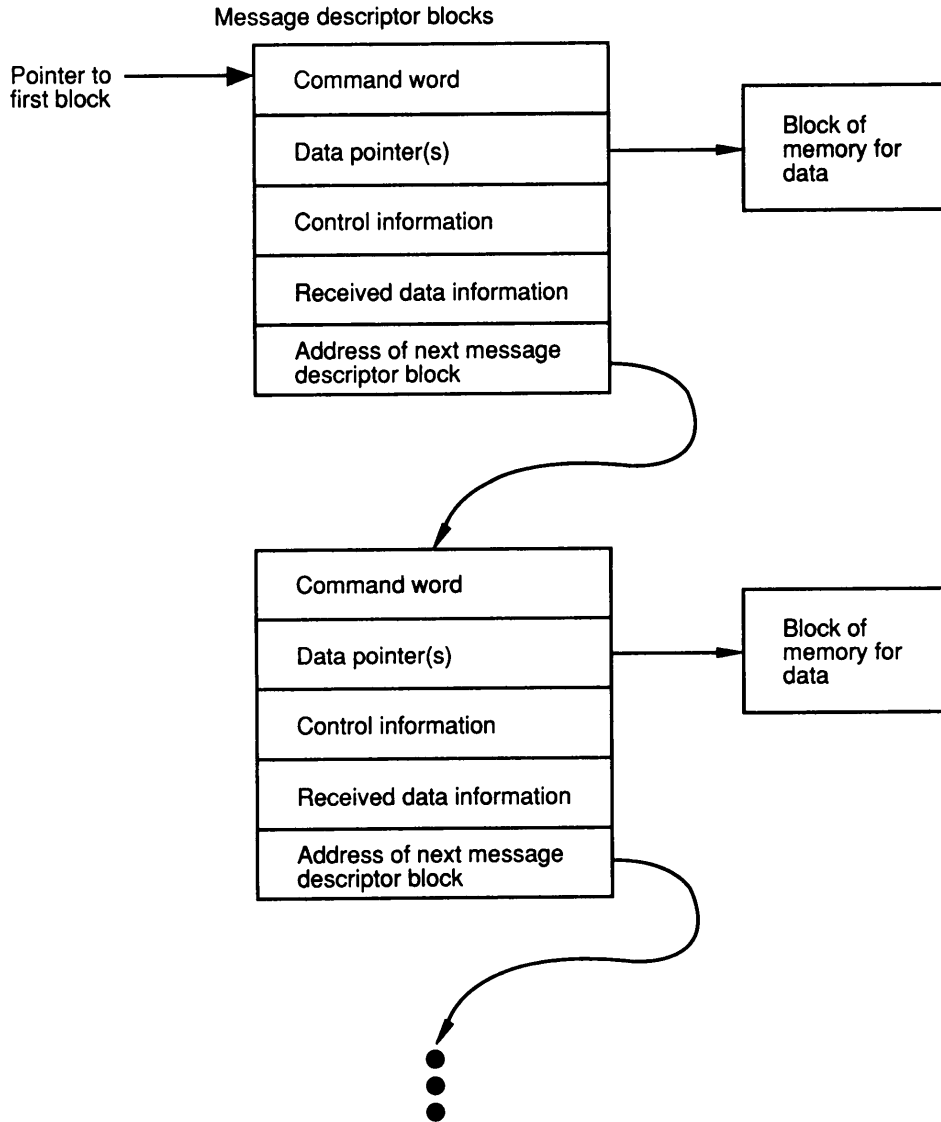 Message descriptor blocks
Pointer to
first block
Command word
Data pointer(s)
Control information
Received data information
Address of next message
descriptor block
Block of
memory for
data
Command word
Data pointer(s)
Control information
Received data information
Address of next message
descriptor block
Block of
memory for
data